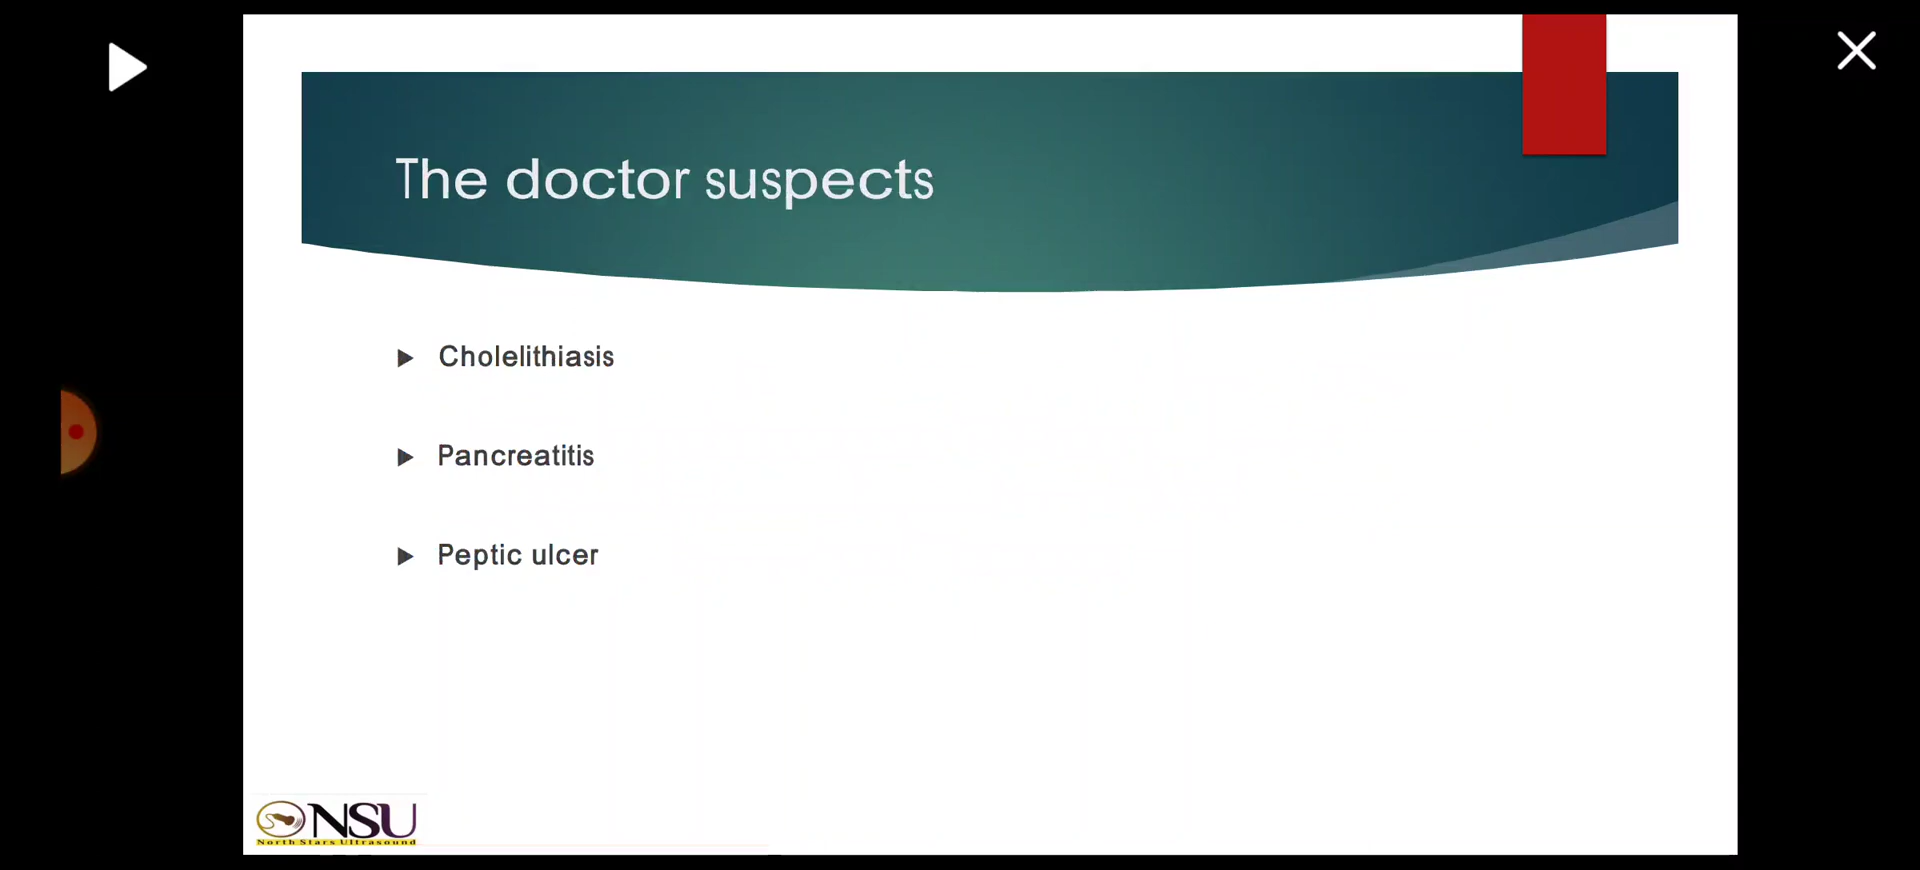 The doctor suspects
Cholelithiasis
Pancreatitis
Peptic ulcer
NSU
North Stars Ultrasound